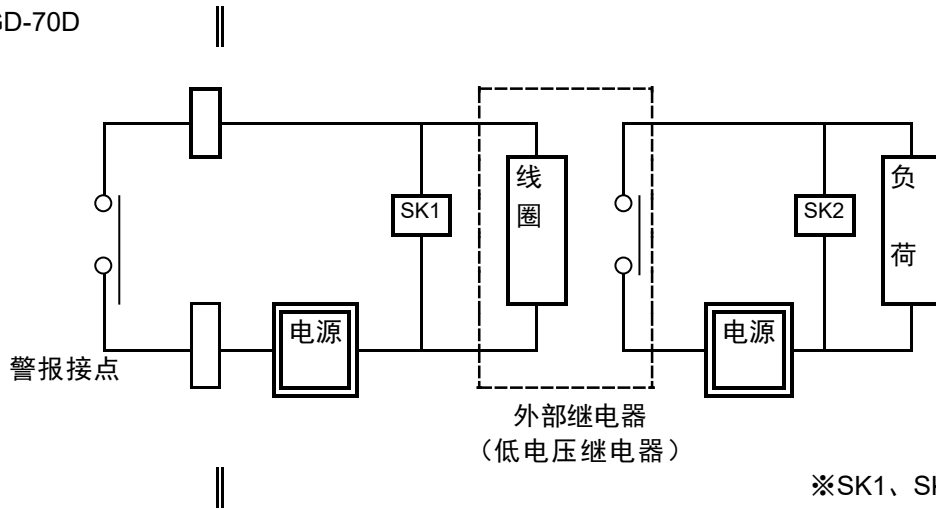 GD-70D
SK1
线
圈
SK2
负
荷
电源
电源
警报接点
外部继电器
（低电压继电器）
※SK1、SK